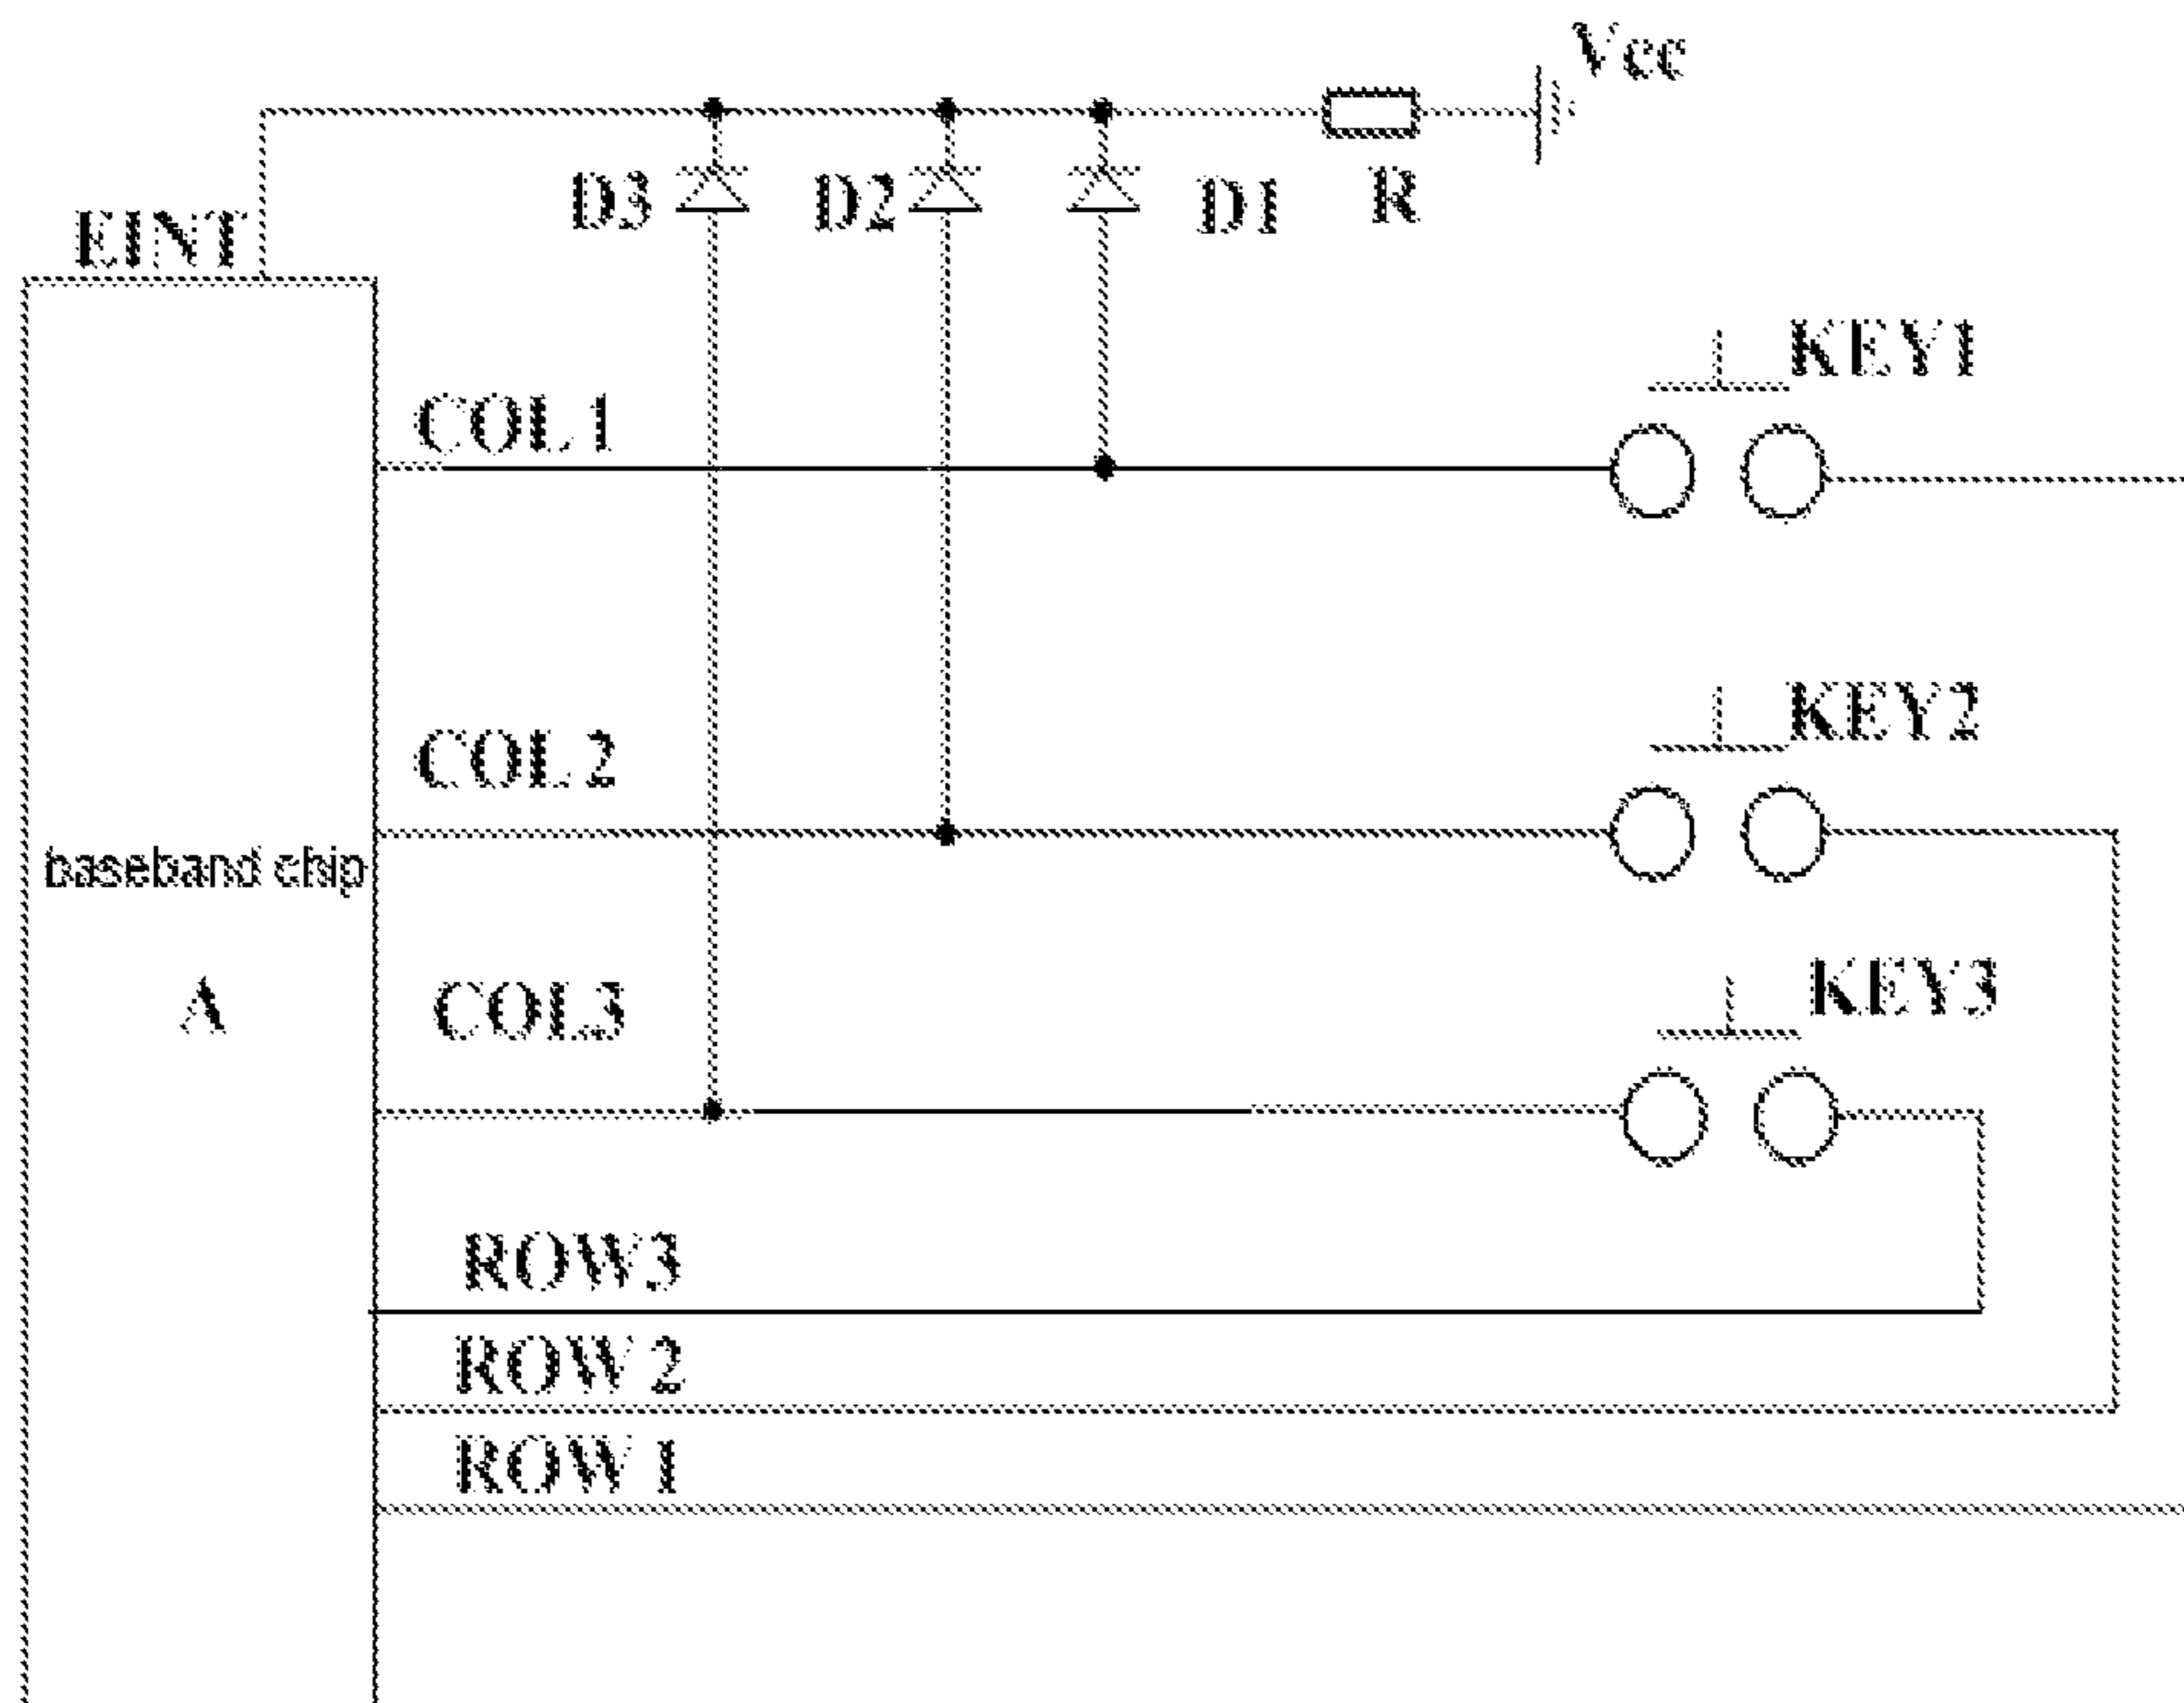 Vcc
D3
D2
D1
R
EINT
KEY1
COL1
KEY2
COL2
baseband chip
A
KEY3
COL3
ROW3
ROW2
ROW1